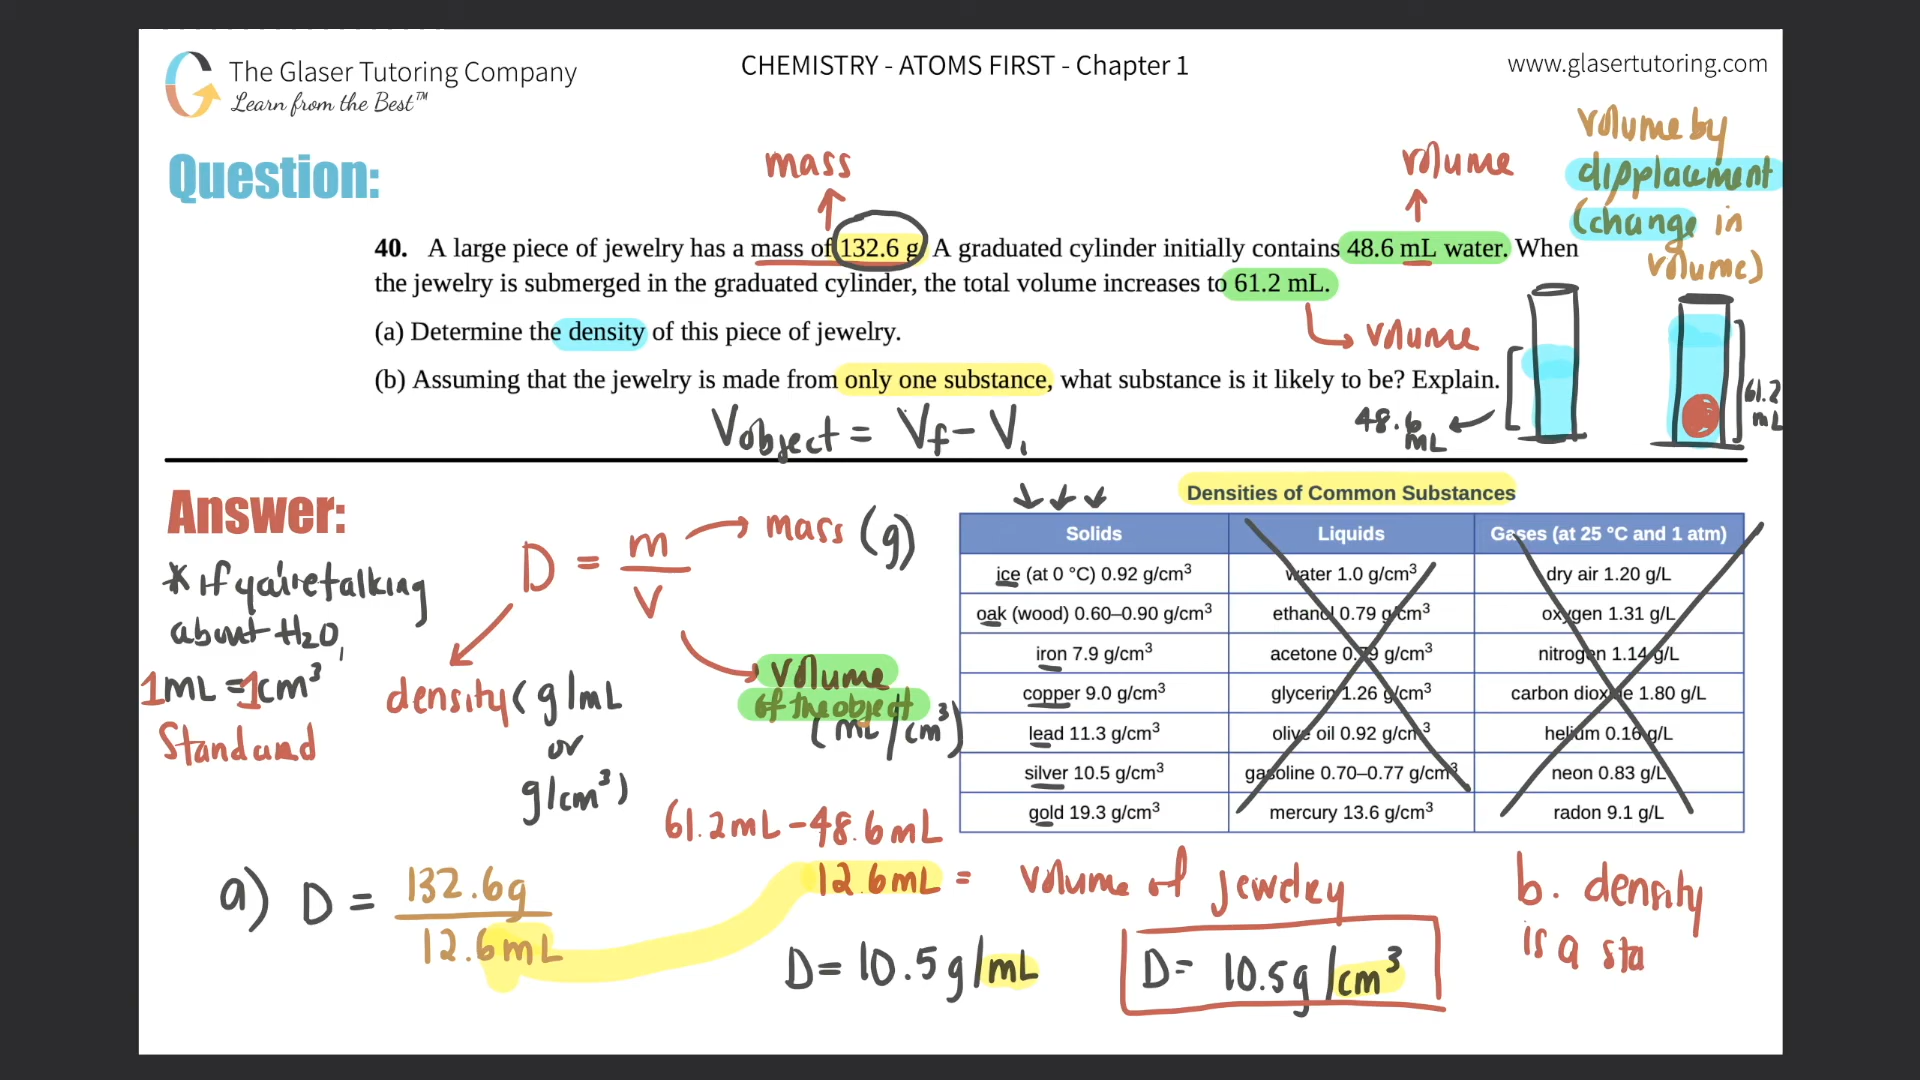 The Glaser Tutoring Company
Learn from the Best™
CHEMISTRY - ATOMS FIRST - Chapter 1
www.glasertutoring.com
Question:
mass
volume
volume by
displacement
(change in
volume)
40. A large piece of jewelry has a mass of 132.6 g. A graduated cylinder initially contains 48.6 mL water. When
the jewelry is submerged in the graduated cylinder, the total volume increases to 61.2 mL.
(a) Determine the density of this piece of jewelry.
volume
(b) Assuming that the jewelry is made from only one substance, what substance is it likely to be? Explain.
48.6
mL
61.2
mL
Vobject = Vf - Vi
Answer:
* if you're talking
about H2O,
1mL = 1cm³
Standard
D = m
V
mass (g)
density (g/mL
or
g/cm³)
volume
of the object
(mL/cm³)
Densities of Common Substances
Solids Liquids Gases (at 25 °C and 1 atm)
ice (at 0 °C) 0.92 g/cm³ water 1.0 g/cm³ dry air 1.20 g/L
oak (wood) 0.60–0.90 g/cm³ ethanol 0.79 g/cm³ oxygen 1.31 g/L
iron 7.9 g/cm³ acetone 0.79 g/cm³ nitrogen 1.14 g/L
copper 9.0 g/cm³ glycerin 1.26 g/cm³ carbon dioxide 1.80 g/L
lead 11.3 g/cm³ olive oil 0.92 g/cm³ helium 0.16 g/L
silver 10.5 g/cm³ gasoline 0.70–0.77 g/cm³ neon 0.83 g/L
gold 19.3 g/cm³ mercury 13.6 g/cm³ radon 9.1 g/L
61.2mL - 48.6mL
12.6mL = volume of jewelry
a) D = 132.6g
12.6mL
D = 10.5g/mL
D = 10.5g/cm³
b. density
is a sta